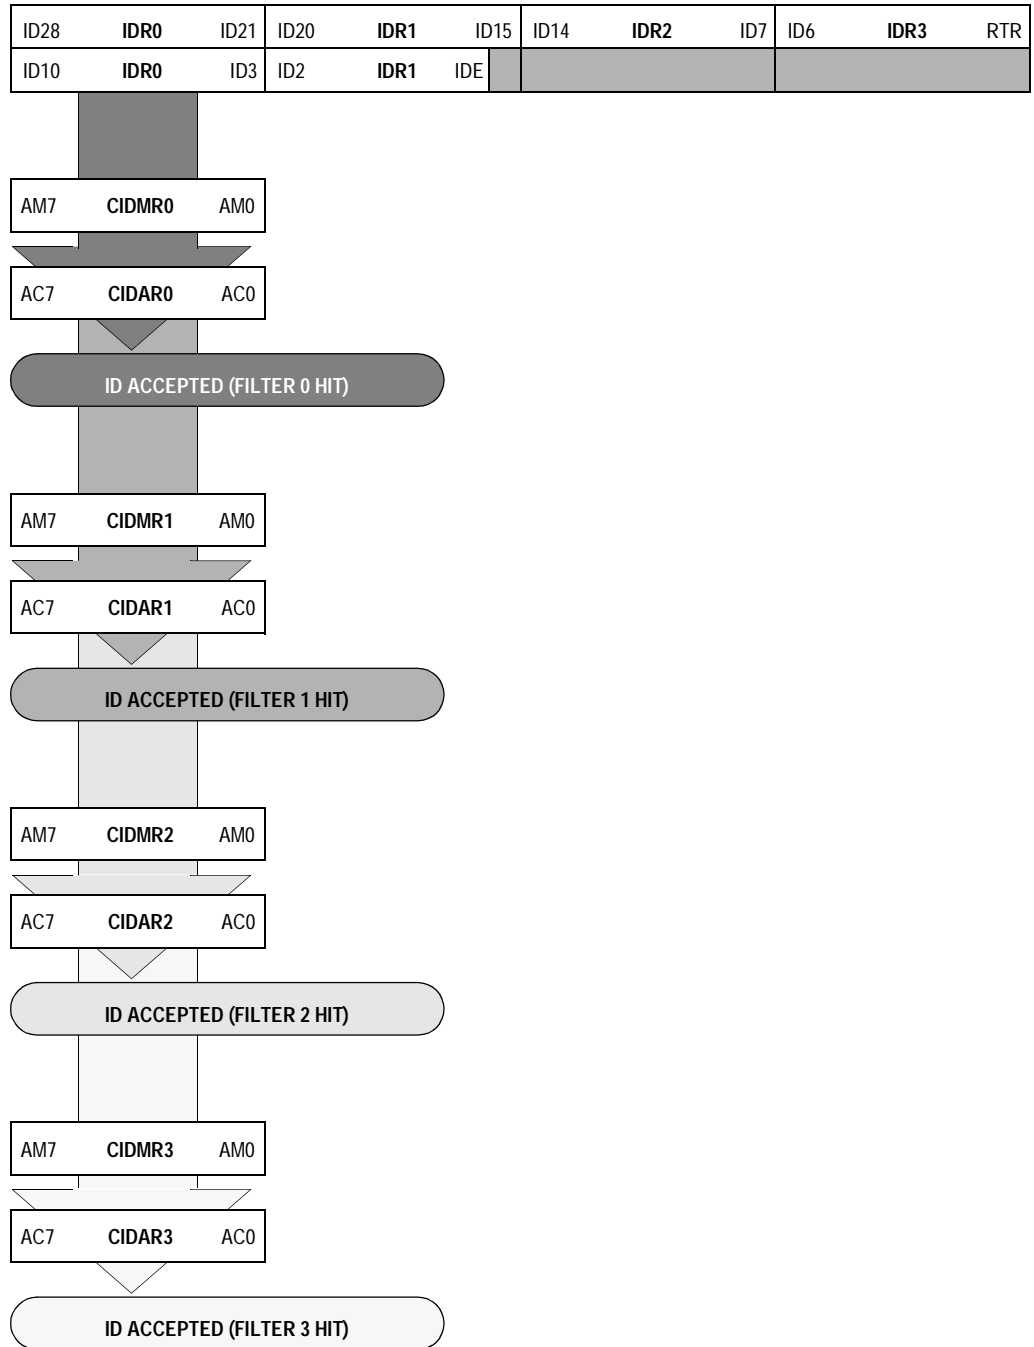 ID28 IDR0 ID21 ID20 IDR1 ID15 ID14 IDR2 ID7 ID6 IDR3 RTR
ID10 IDR0 ID3 ID2 IDR1 IDE
AM7 CIDMR0 AM0
AC7 CIDAR0 AC0
ID ACCEPTED (FILTER 0 HIT)
AM7 CIDMR1 AM0
AC7 CIDAR1 AC0
ID ACCEPTED (FILTER 1 HIT)
AM7 CIDMR2 AM0
AC7 CIDAR2 AC0
ID ACCEPTED (FILTER 2 HIT)
AM7 CIDMR3 AM0
AC7 CIDAR3 AC0
ID ACCEPTED (FILTER 3 HIT)